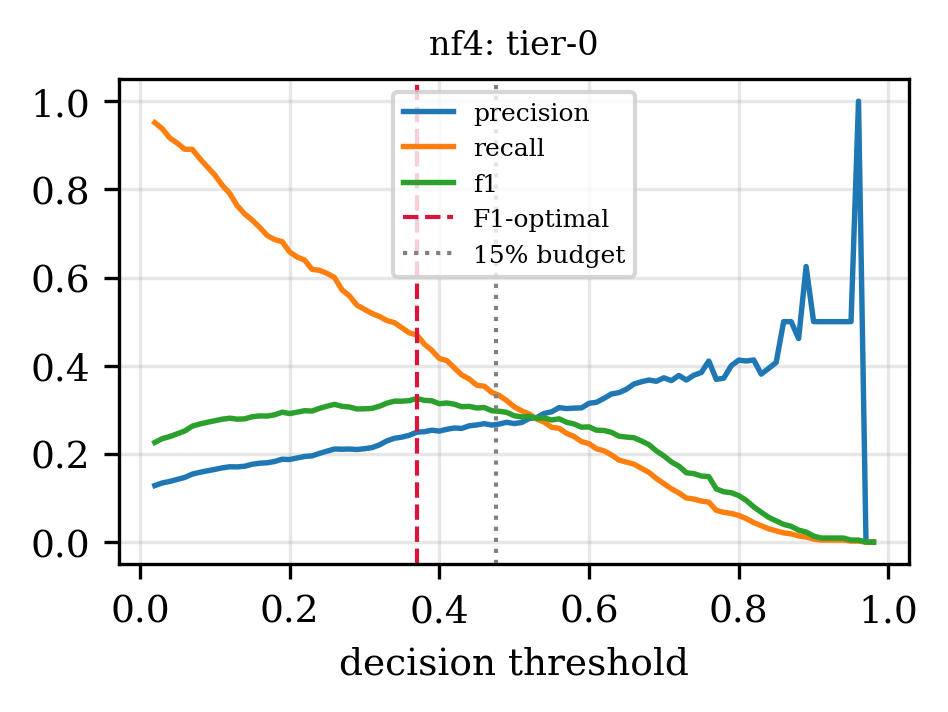 nf4: tier-0
1.0
0.8
0.6
0.4
0.2
0.0
precision
recall
f1
F1-optimal
15% budget
0.0 0.2 0.4 0.6 0.8 1.0
decision threshold